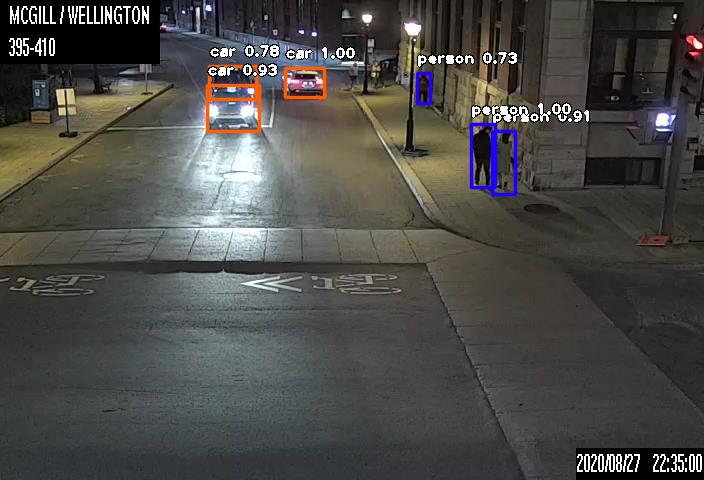 MCGILL / WELLINGTON
395-410
car 0.78
car 1.00
car 0.93
person 0.73
person 1.00
person 0.91
2020/08/27 22:35:00